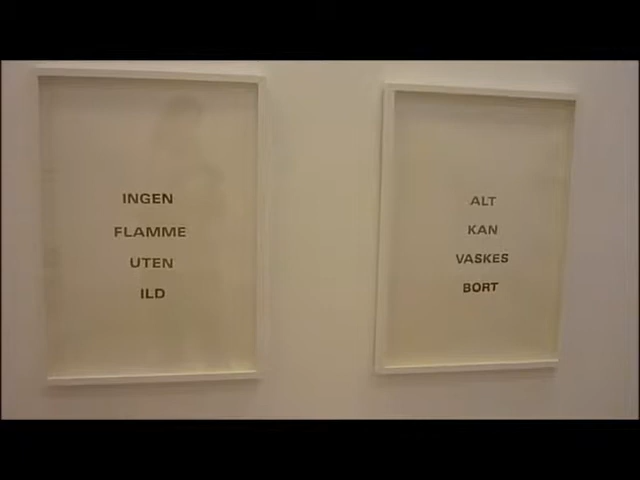 INGEN
FLAMME
UTEN
ILD
ALT
KAN
VASKES
BORT